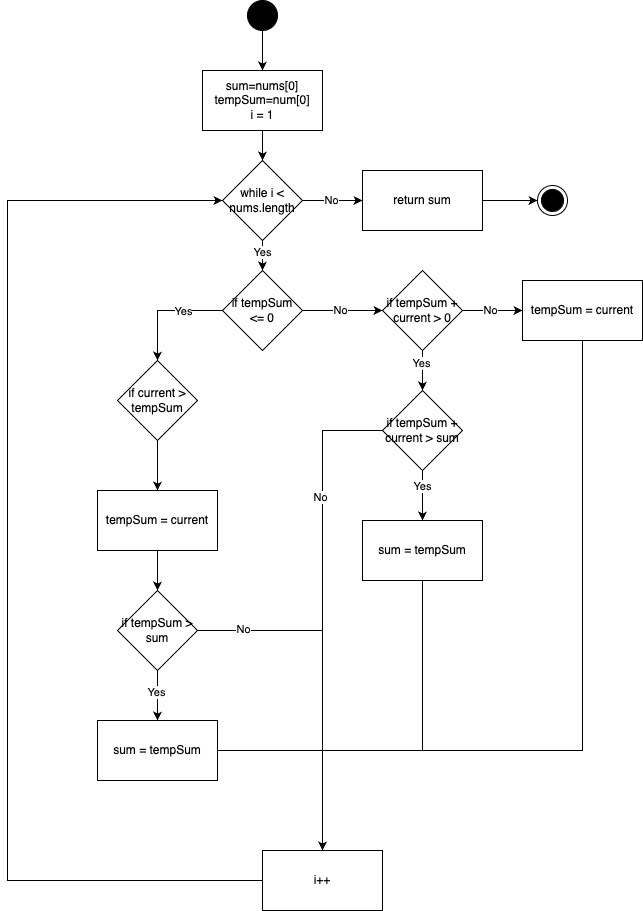 sum=nums[0]
tempSum=num[0]
i = 1
while i <
nums.length
No
return sum
Yes
if tempSum
<= 0
Yes
No
if tempSum +
current > 0
No
tempSum = current
Yes
if current >
tempSum
if tempSum +
current > sum
No
Yes
tempSum = current
sum = tempSum
if tempSum >
sum
No
Yes
sum = tempSum
i++